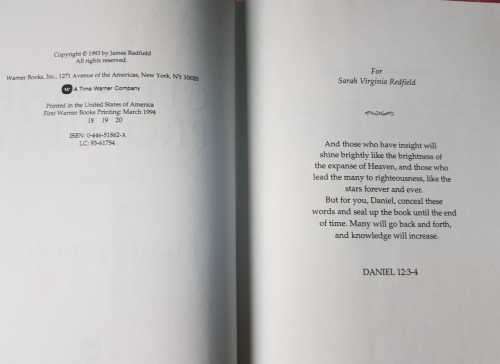 Copyright © 1993 by James Redfield
All rights reserved.
Warner Books, Inc., 1271 Avenue of the Americas, New York, NY 10020
W A Time Warner Company
Printed in the United States of America
First Warner Books Printing: March 1994
18 19 20
ISBN: 0-446-51862-X
LC: 93-61754
For
Sarah Virginia Redfield
And those who have insight will
shine brightly like the brightness of
the expanse of Heaven, and those who
lead the many to righteousness, like the
stars forever and ever.
But for you, Daniel, conceal these
words and seal up the book until the end
of time. Many will go back and forth,
and knowledge will increase.
DANIEL 12:3-4